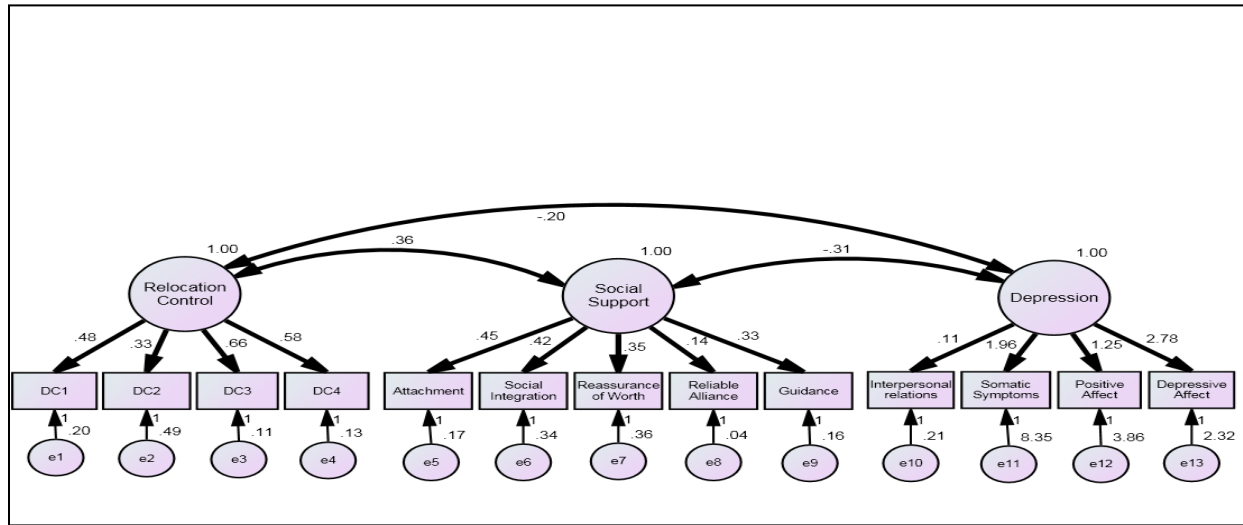 -.20
1.00
.36
1.00
-.31
1.00
Relocation
Control
Social
Support
Depression
.48
.33
.66
.58
.45
.42
.35
.14
.33
.11
1.96
1.25
2.78
DC1
DC2
DC3
DC4
Attachment
Social
Integration
Reassurance
of Worth
Reliable
Alliance
Guidance
Interpersonal
relations
Somatic
Symptoms
Positive
Affect
Depressive
Affect
1
.20
1
.49
1
.11
1
.13
1
.17
1
.34
1
.36
1
.04
1
.16
1
.21
1
8.35
1
3.86
1
2.32
e1
e2
e3
e4
e5
e6
e7
e8
e9
e10
e11
e12
e13